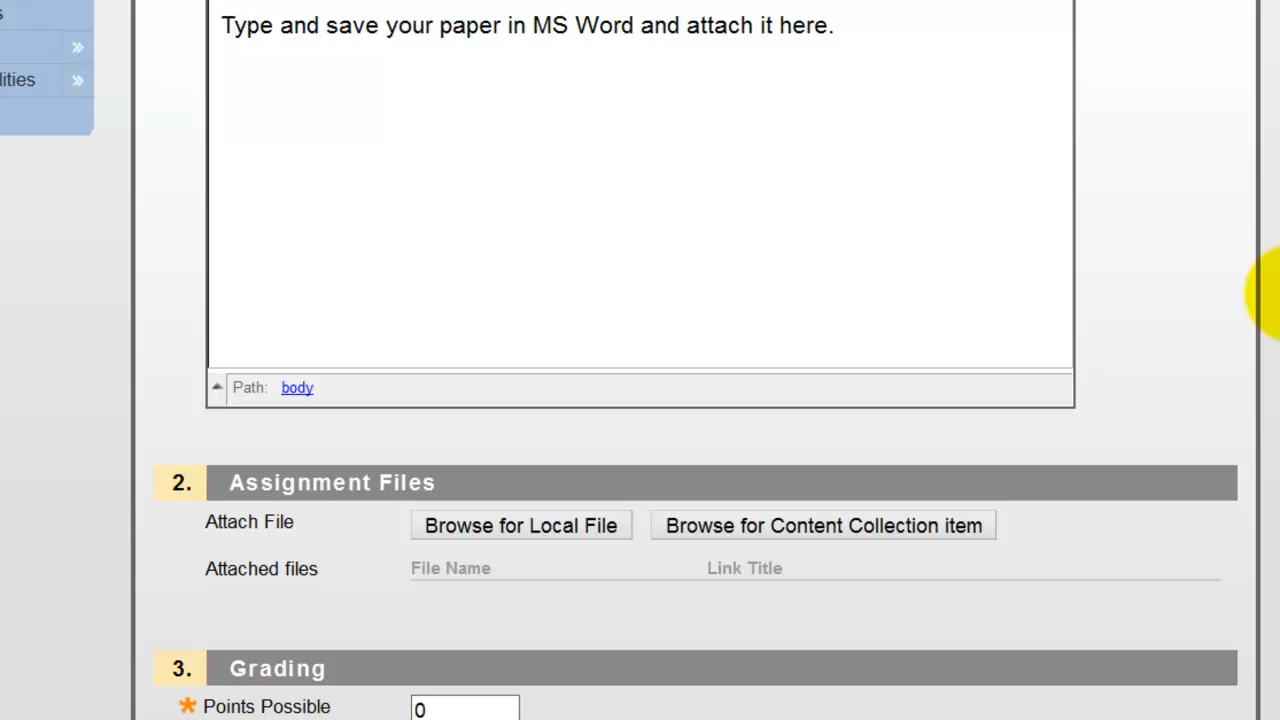 s
Type and save your paper in MS Word and attach it here.
»
lities »
Path: body
2. Assignment Files
Attach File Browse for Local File Browse for Content Collection item
Attached files File Name Link Title
3. Grading
Points Possible 0